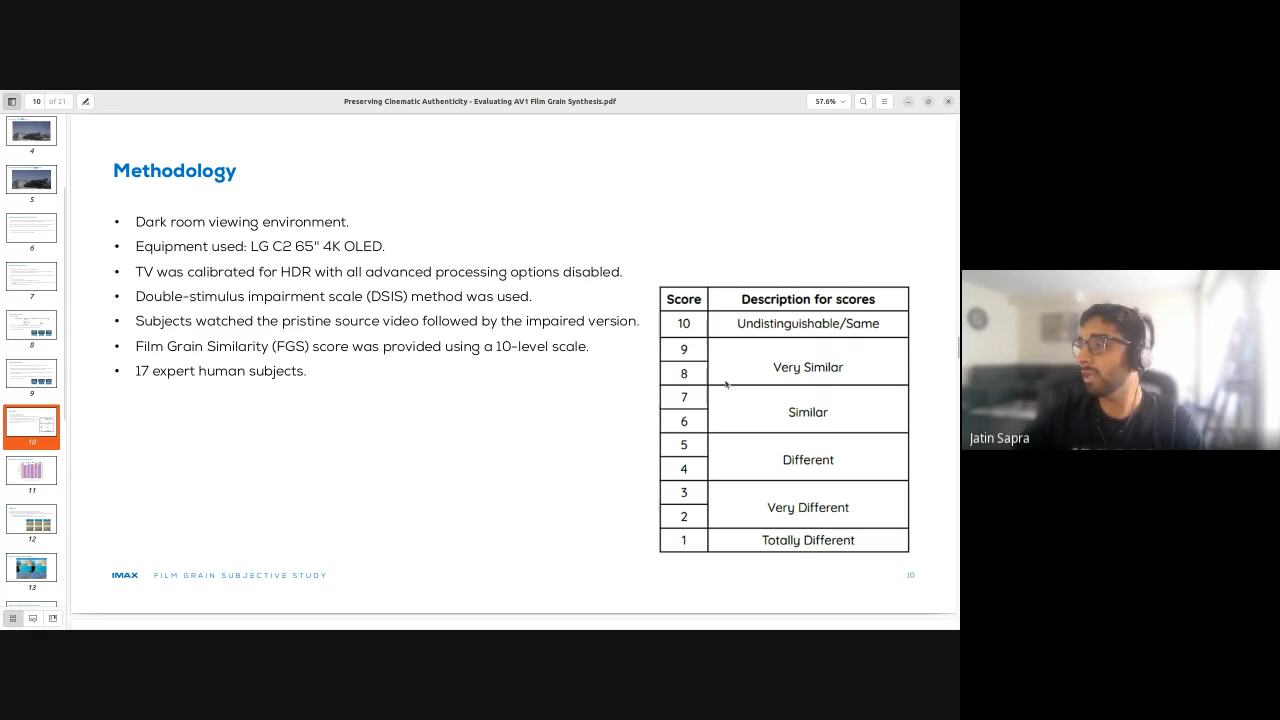 10 of 21
Preserving Cinematic Authenticity - Evaluating AV1 Film Grain Synthesis.pdf
57.6%
4
5
6
7
8
9
10
11
12
13
Methodology
• Dark room viewing environment.
• Equipment used: LG C2 65" 4K OLED.
• TV was calibrated for HDR with all advanced processing options disabled.
• Double-stimulus impairment scale (DSIS) method was used.
• Subjects watched the pristine source video followed by the impaired version.
• Film Grain Similarity (FGS) score was provided using a 10-level scale.
• 17 expert human subjects.
Score Description for scores
10 Undistinguishable/Same
9
Very Similar
8
7
Similar
6
5
Different
4
3
Very Different
2
1 Totally Different
IMAX FILM GRAIN SUBJECTIVE STUDY
10
Jatin Sapra